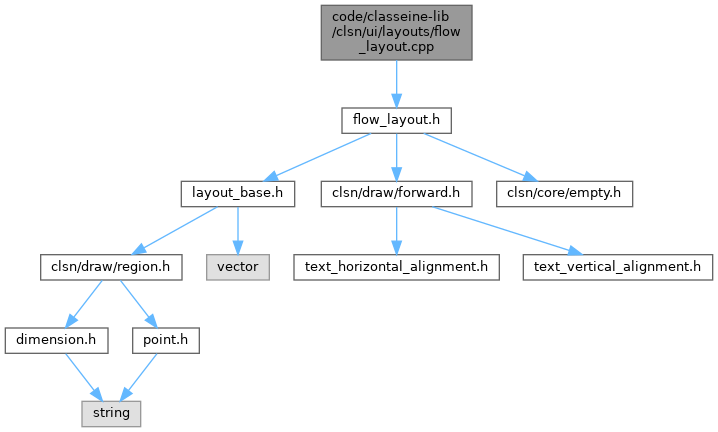 code/classeine-lib
/clsn/ui/layouts/flow
_layout.cpp
flow_layout.h
layout_base.h
clsn/draw/forward.h
clsn/core/empty.h
clsn/draw/region.h
vector
text_horizontal_alignment.h
text_vertical_alignment.h
dimension.h
point.h
string